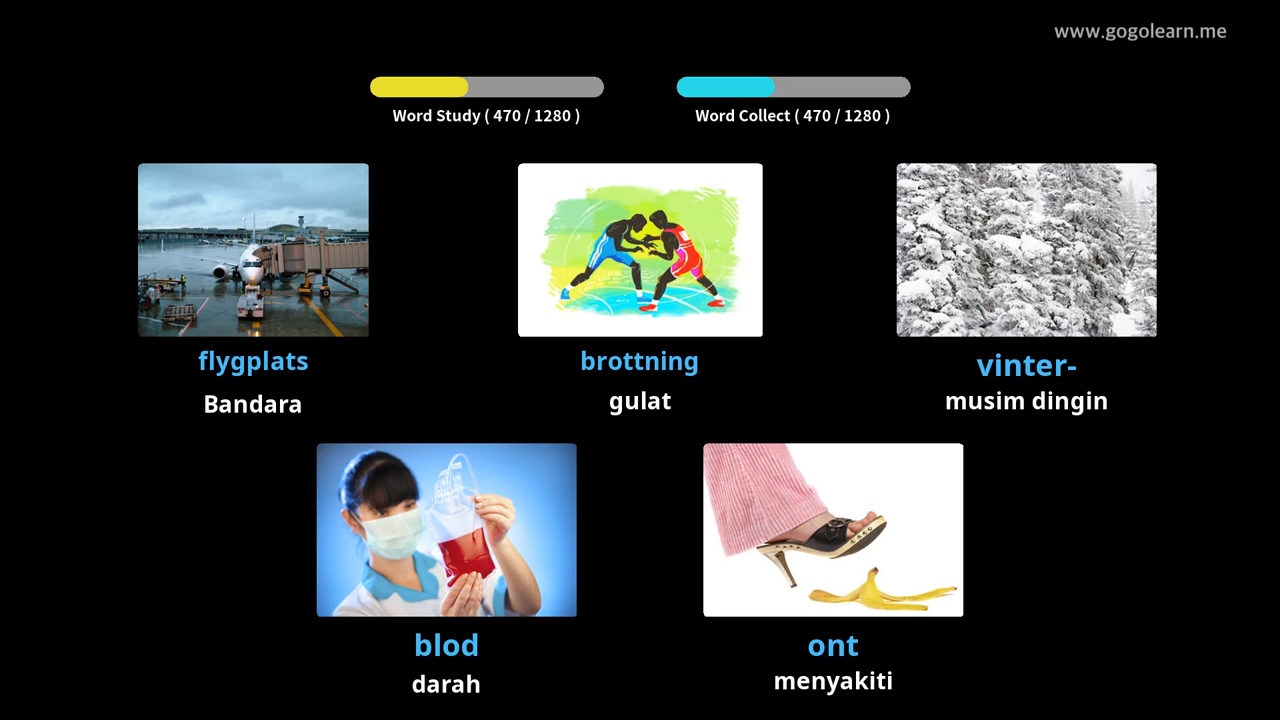 www.gogolearn.me
Word Study ( 470 / 1280 )
Word Collect ( 470 / 1280 )
flygplats
Bandara
brottning
gulat
vinter-
musim dingin
blod
darah
ont
menyakiti